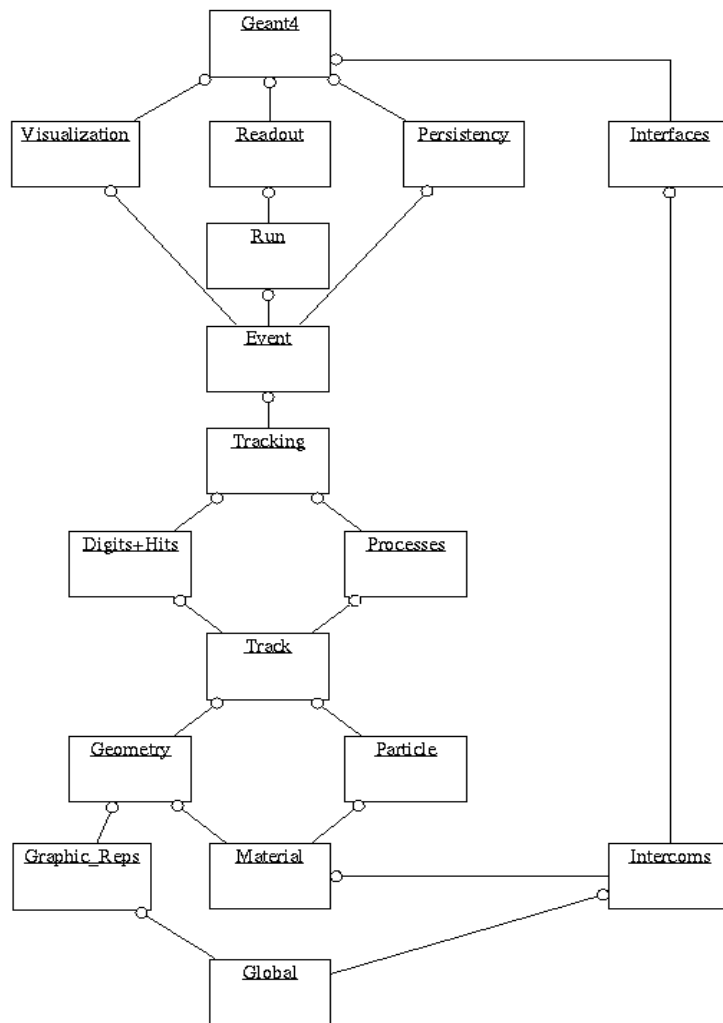 Geant4
Visualization
Readout
Persistency
Interfaces
Run
Event
Tracking
Digits+Hits
Processes
Track
Geometry
Particle
Graphic_Reps
Material
Intercoms
Global